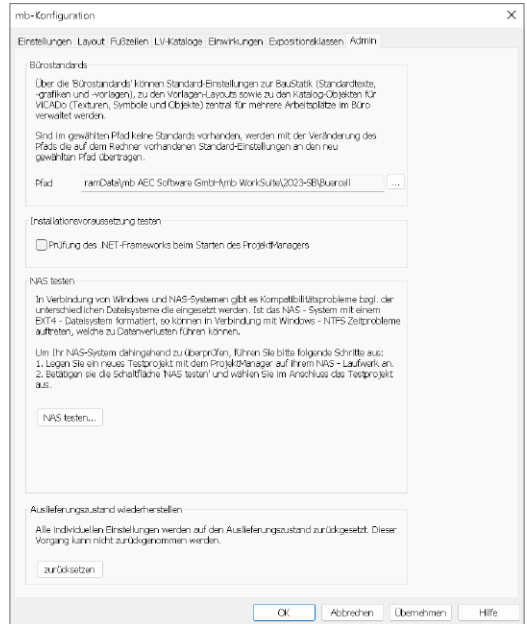 mb-Konfiguration
Einstellungen Layout Fußzeilen LV-Kataloge Einwirkungen Expositionsklassen Admin
Bürostandards
Über die 'Bürostandards' können Standard-Einstellungen zur BauStatik (Standardtexte,
-grafiken und -vorlagen), zu den Vorlagen-Layouts sowie zu den Katalog-Objekten für
ViCADo (Texturen, Symbole und Objekte) zentral für mehrere Arbeitsplätze im Büro
verwaltet werden.
Sind im gewählten Pfad keine Standards vorhanden, werden mit der Veränderung des
Pfads die auf dem Rechner vorhandenen Standard-Einstellungen an den neu
gewählten Pfad übertragen.
Pfad ramData\mb AEC Software GmbH\mb WorkSuite\2023-SB\Buercell ...
Installationsvoraussetzung testen
Prüfung des .NET-Frameworks beim Starten des ProjektManagers
NAS testen
In Verbindung von Windows und NAS-Systemen gibt es Kompatibilitätsprobleme bzgl. der
unterschiedlichen Dateisysteme die eingesetzt werden. Ist das NAS - System mit einem
EXT4 - Dateisystem formatiert, so können in Verbindung mit Windows - NTFS Zeitprobleme
auftreten, welche zu Datenverlusten führen können.
Um Ihr NAS-System dahingehend zu überprüfen, führen Sie bitte folgende Schritte aus:
1. Legen Sie ein neues Testprojekt mit dem ProjektManager auf ihrem NAS - Laufwerk an.
2. Betätigen sie die Schaltfläche 'NAS testen' und wählen Sie im Anschluss das Testprojekt
aus.
NAS testen...
Auslieferungszustand wiederherstellen
Alle individuellen Einstellungen werden auf den Auslieferungszustand zurückgesetzt. Dieser
Vorgang kann nicht zurückgenommen werden.
zurücksetzen
OK Abbrechen Übernehmen Hilfe